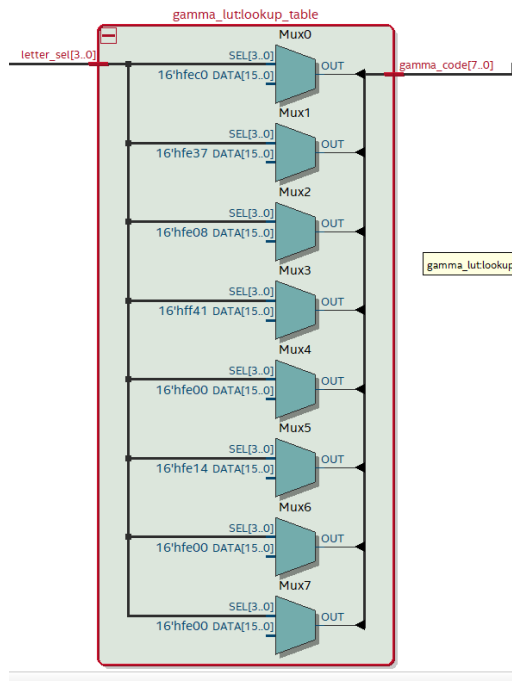 gamma_lut:lookup_table
Mux0
letter_sel[3..0]
SEL[3..0]
16'hfec0 DATA[15..0]
OUT
gamma_code[7..0]
Mux1
SEL[3..0]
16'hfe37 DATA[15..0]
OUT
Mux2
SEL[3..0]
16'hfe08 DATA[15..0]
OUT
gamma_lut:lookup
Mux3
SEL[3..0]
16'hff41 DATA[15..0]
OUT
Mux4
SEL[3..0]
16'hfe00 DATA[15..0]
OUT
Mux5
SEL[3..0]
16'hfe14 DATA[15..0]
OUT
Mux6
SEL[3..0]
16'hfe00 DATA[15..0]
OUT
Mux7
SEL[3..0]
16'hfe00 DATA[15..0]
OUT